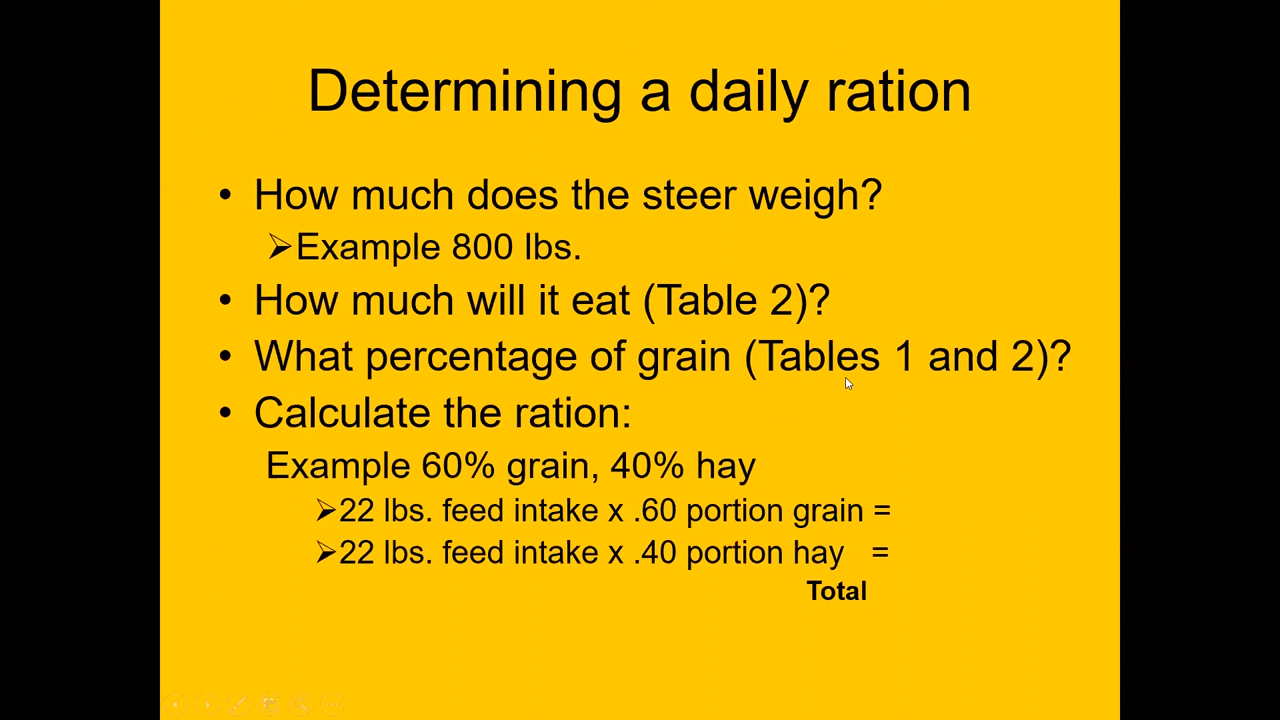 Determining a daily ration
• How much does the steer weigh?
➢Example 800 lbs.
• How much will it eat (Table 2)?
• What percentage of grain (Tables 1 and 2)?
• Calculate the ration:
Example 60% grain, 40% hay
➢22 lbs. feed intake x .60 portion grain =
➢22 lbs. feed intake x .40 portion hay =
Total